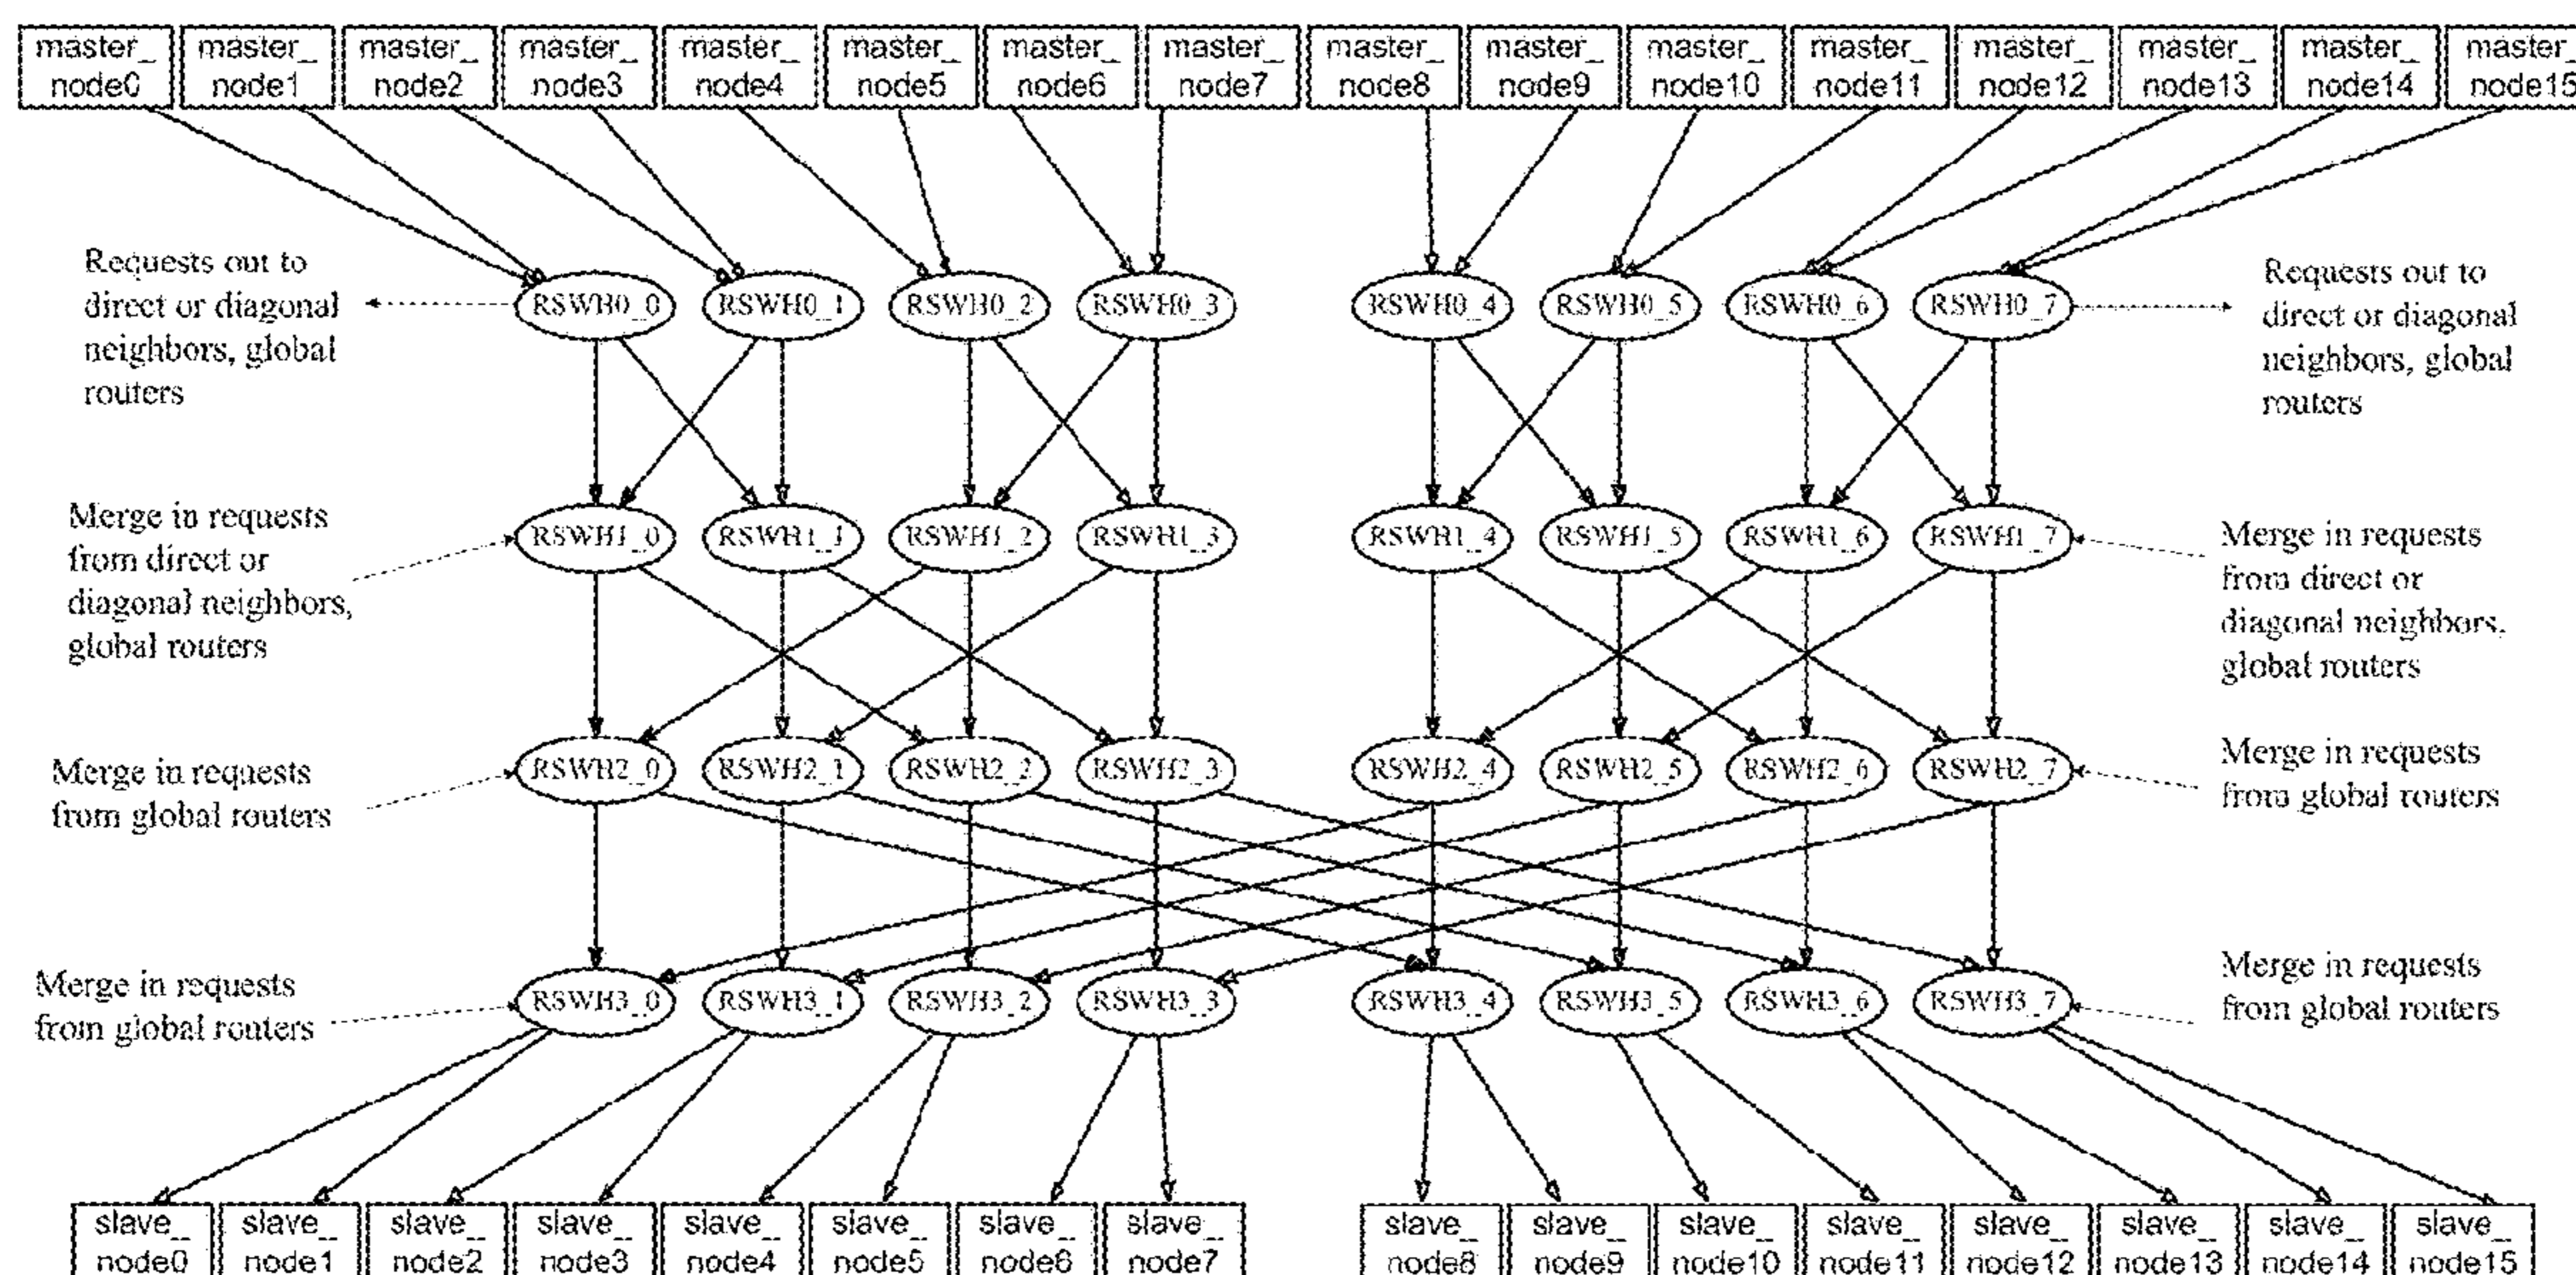 master_ master_ master_ master_ master_ master_ master_ master_ master_ master_ master_ master_ master_ master_ master_ master_
node0 node1 node2 node3 node4 node5 node6 node7 node8 node9 node10 node11 node12 node13 node14 node15
Requests out to
direct or diagonal
neighbors, global
routers
RSWH0_0 RSWH0_1 RSWH0_2 RSWH0_3 RSWH0_4 RSWH0_5 RSWH0_6 RSWH0_7
Requests out to
direct or diagonal
neighbors, global
routers
Merge in requests
from direct or
diagonal neighbors,
global routers
RSWH1_0 RSWH1_1 RSWH1_2 RSWH1_3 RSWH1_4 RSWH1_5 RSWH1_6 RSWH1_7
Merge in requests
from direct or
diagonal neighbors,
global routers
Merge in requests
from global routers
RSWH2_0 RSWH2_1 RSWH2_2 RSWH2_3 RSWH2_4 RSWH2_5 RSWH2_6 RSWH2_7
Merge in requests
from global routers
Merge in requests
from global routers
RSWH3_0 RSWH3_1 RSWH3_2 RSWH3_3 RSWH3_4 RSWH3_5 RSWH3_6 RSWH3_7
Merge in requests
from global routers
slave_ slave_ slave_ slave_ slave_ slave_ slave_ slave_ slave_ slave_ slave_ slave_ slave_ slave_ slave_ slave_
node0 node1 node2 node3 node4 node5 node6 node7 node8 node9 node10 node11 node12 node13 node14 node15